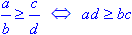 a/b ≥ c/d ⇔ ad ≥ bc